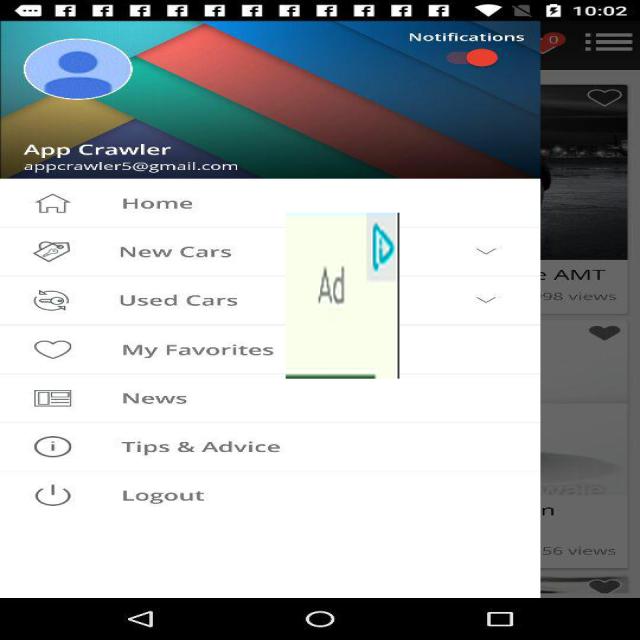 10:02
Notifications
0
App Crawler
appcrawler5@gmail.com
Home
New Cars
Ad
AMT
Used Cars
98 views
My Favorites
News
Tips & Advice
Logout
56 views